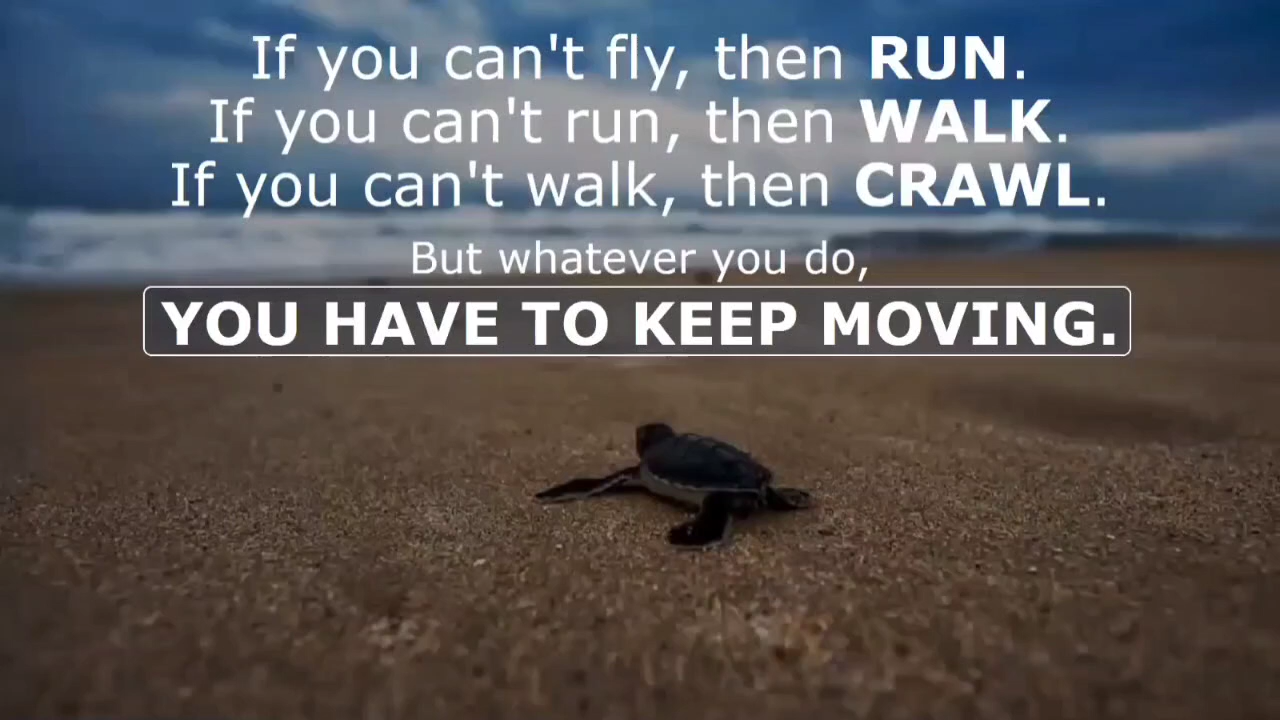 If you can't fly, then RUN.
If you can't run, then WALK.
If you can't walk, then CRAWL.
But whatever you do,
YOU HAVE TO KEEP MOVING.